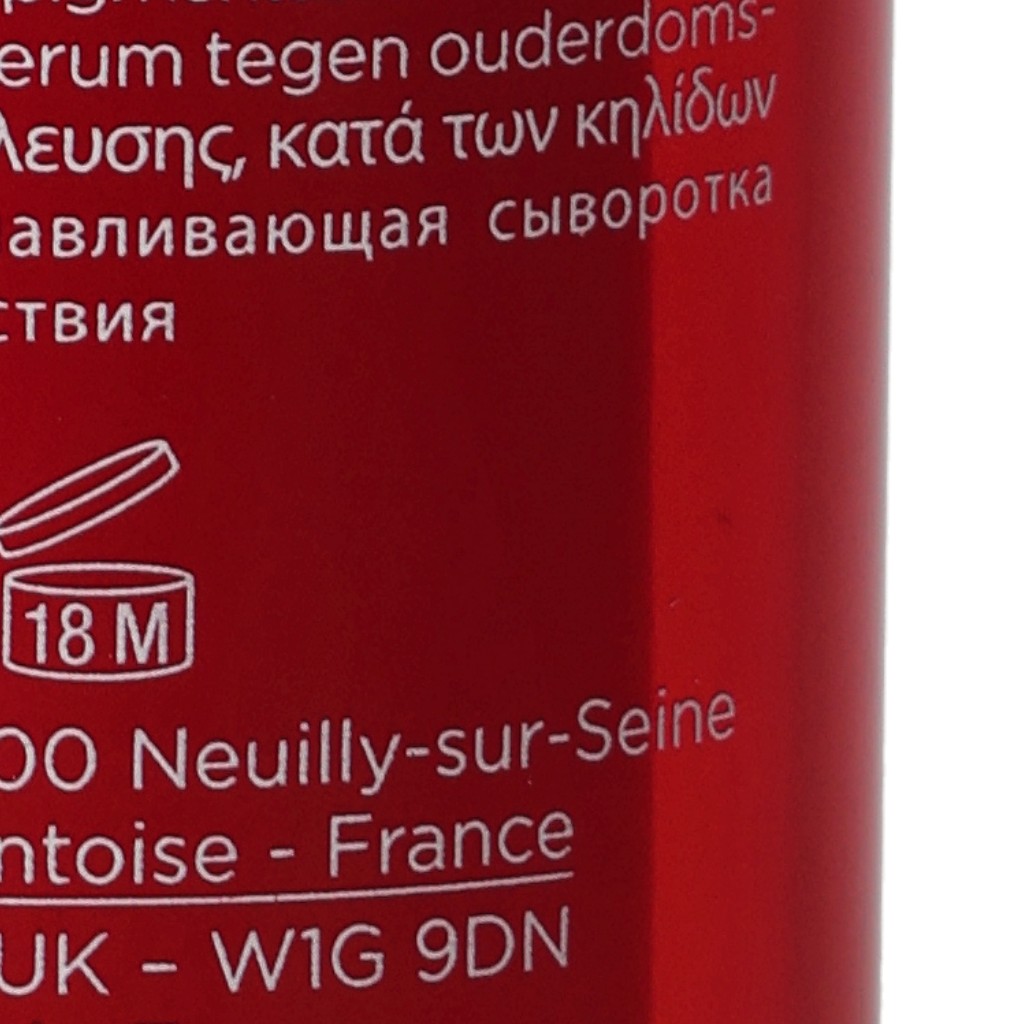 erum tegen ouderdoms-
λευσης, κατά των κηλίδων
авливающая сыворотка
ствия
18 M
00 Neuilly-sur-Seine
ntoise - France
UK – W1G 9DN